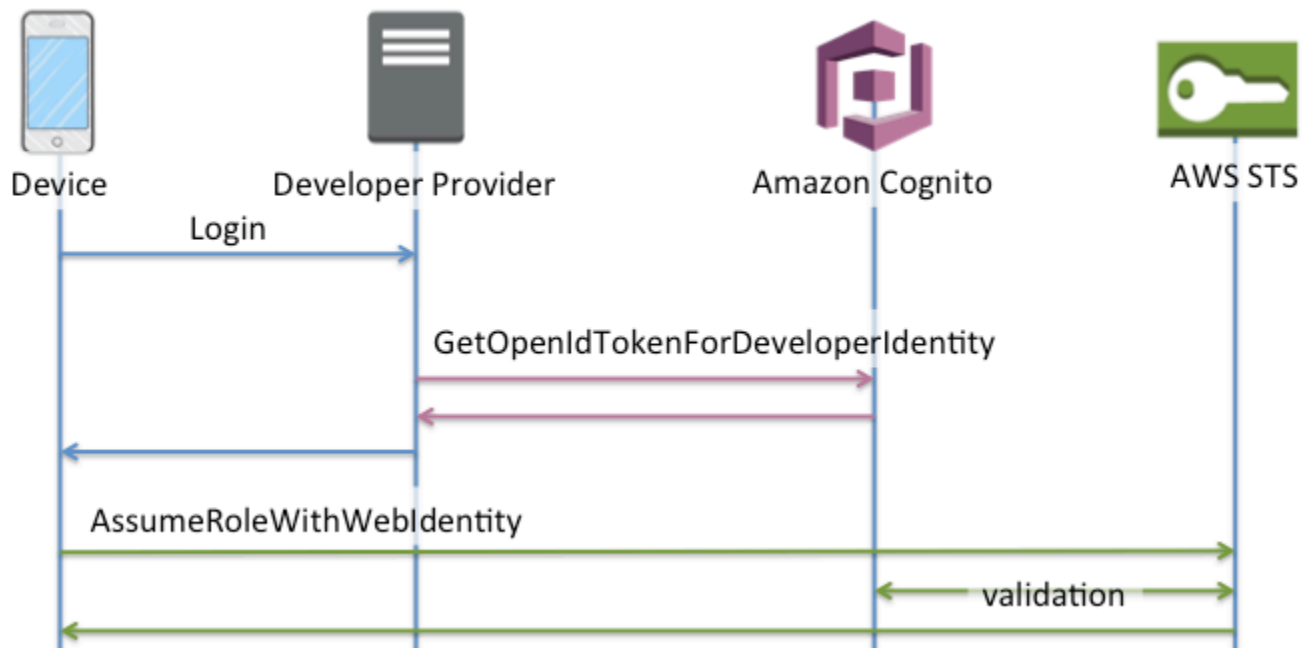 Device
Developer Provider
Amazon Cognito
AWS STS
Login
GetOpenIdTokenForDeveloperIdentity
AssumeRoleWithWebIdentity
validation